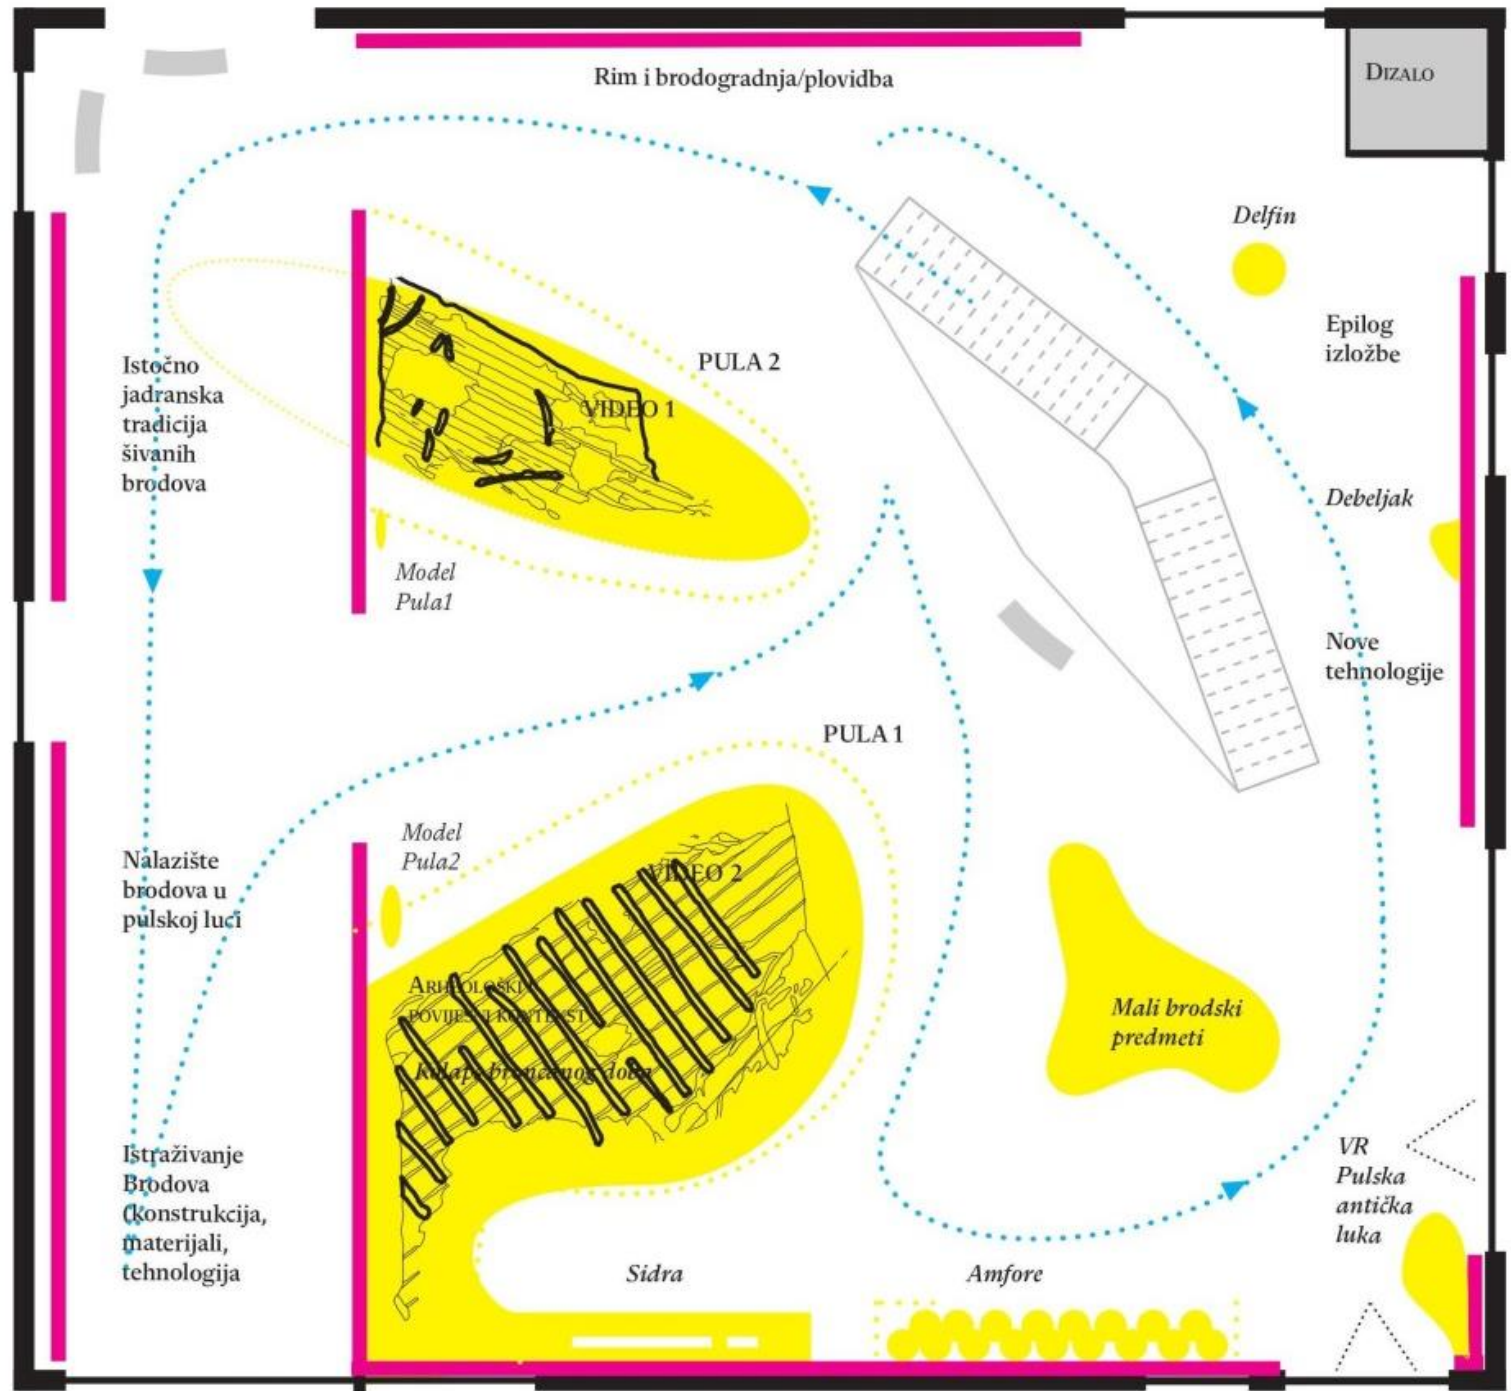 Rim i brodogradnja/plovidba
DIZALO
Delfin
Epilog
izložbe
PULA 2
Istočno
jadranska
tradicija
šivanih
brodova
VIDEO 1
Debeljak
Model
Pula1
Nove
tehnologije
PULA 1
Model
Pula2
Nalazište
brodova u
pulskoj luci
VIDEO 2
ARHEOLOŠKI
POVIJESNI KONTEKST
brončanog doba
Mali brodski
predmeti
Istraživanje
Brodova
(konstrukcija,
materijali,
tehnologija
VR
Pulska
antička
luka
Sidra
Amfore